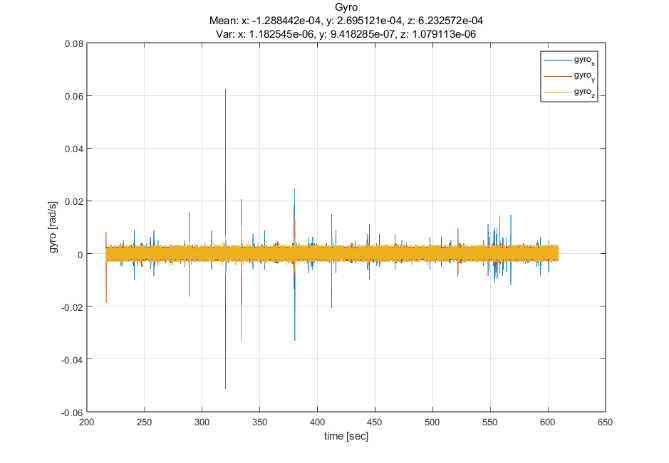 Gyro
Mean: x: -1.288442e-04, y: 2.695121e-04, z: 6.232572e-04
Var: x: 1.182545e-06, y: 9.418285e-07, z: 1.079113e-06
0.08
0.06
0.04
0.02
0
-0.02
-0.04
-0.06
gyro [rad/s]
gyro_x
gyro_y
gyro_z
200 250 300 350 400 450 500 550 600 650
time [sec]